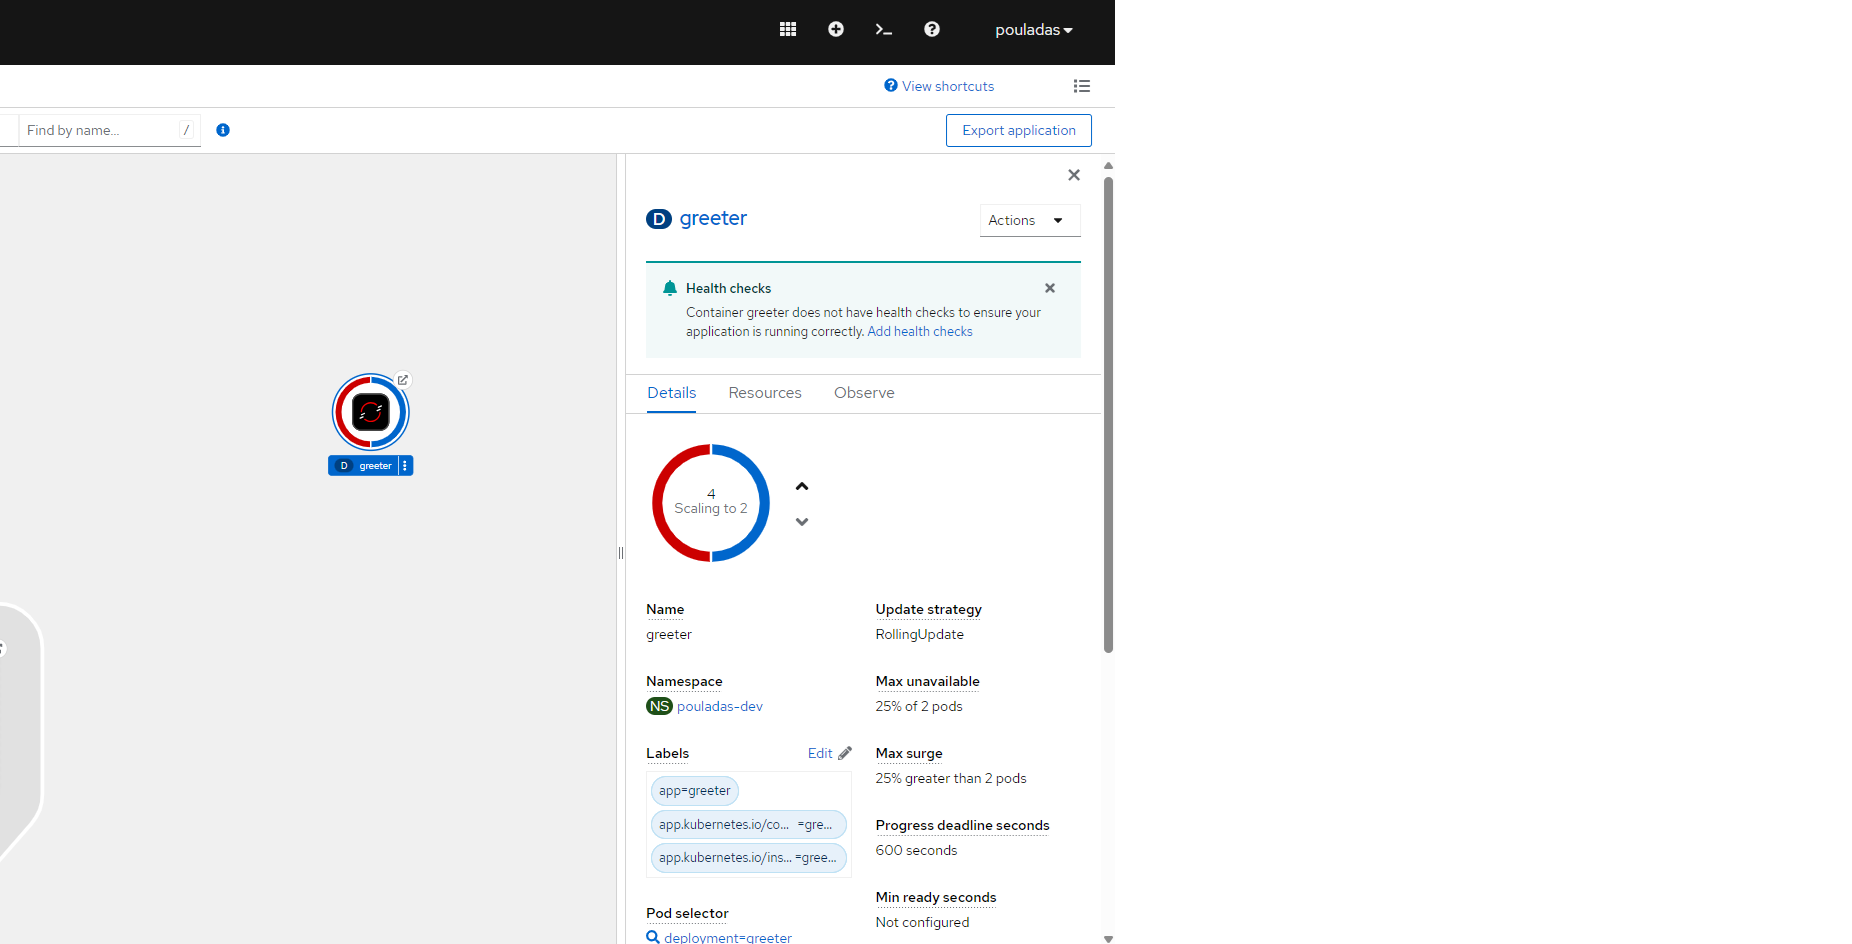 pouladas
View shortcuts
Find by name...
/
Export application
D greeter
Actions
Health checks
Container greeter does not have health checks to ensure your
application is running correctly. Add health checks
Details Resources Observe
D greeter
4
Scaling to 2
Name
greeter
Update strategy
RollingUpdate
Namespace
NS pouladas-dev
Max unavailable
25% of 2 pods
Labels Edit
app=greeter
app.kubernetes.io/co... =gre...
app.kubernetes.io/ins... =gree...
Max surge
25% greater than 2 pods
Progress deadline seconds
600 seconds
Pod selector
deployment=greeter
Min ready seconds
Not configured